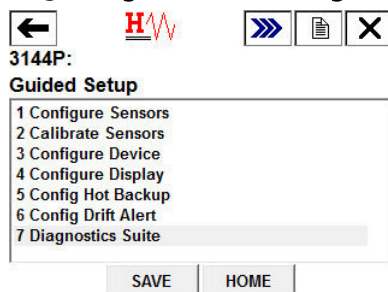 H
3144P:
Guided Setup
1 Configure Sensors
2 Calibrate Sensors
3 Configure Device
4 Configure Display
5 Config Hot Backup
6 Config Drift Alert
7 Diagnostics Suite
SAVE HOME